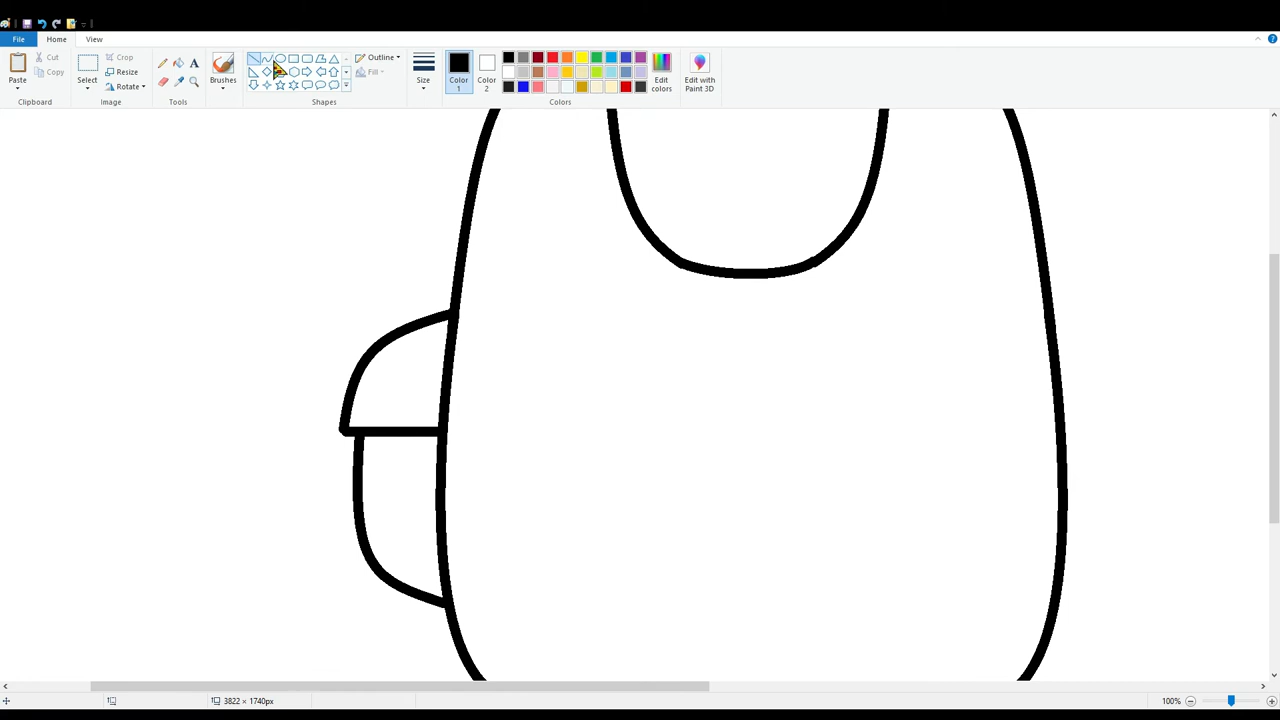 File Home View
Cut
Crop
Resize
Copy
Rotate
Paste
Select
Brushes
Outline
Fill
Size
Color 1
Color 2
Edit colors
Edit with Paint 3D
Clipboard Image Tools Shapes Colors
3822 × 1740px
100%